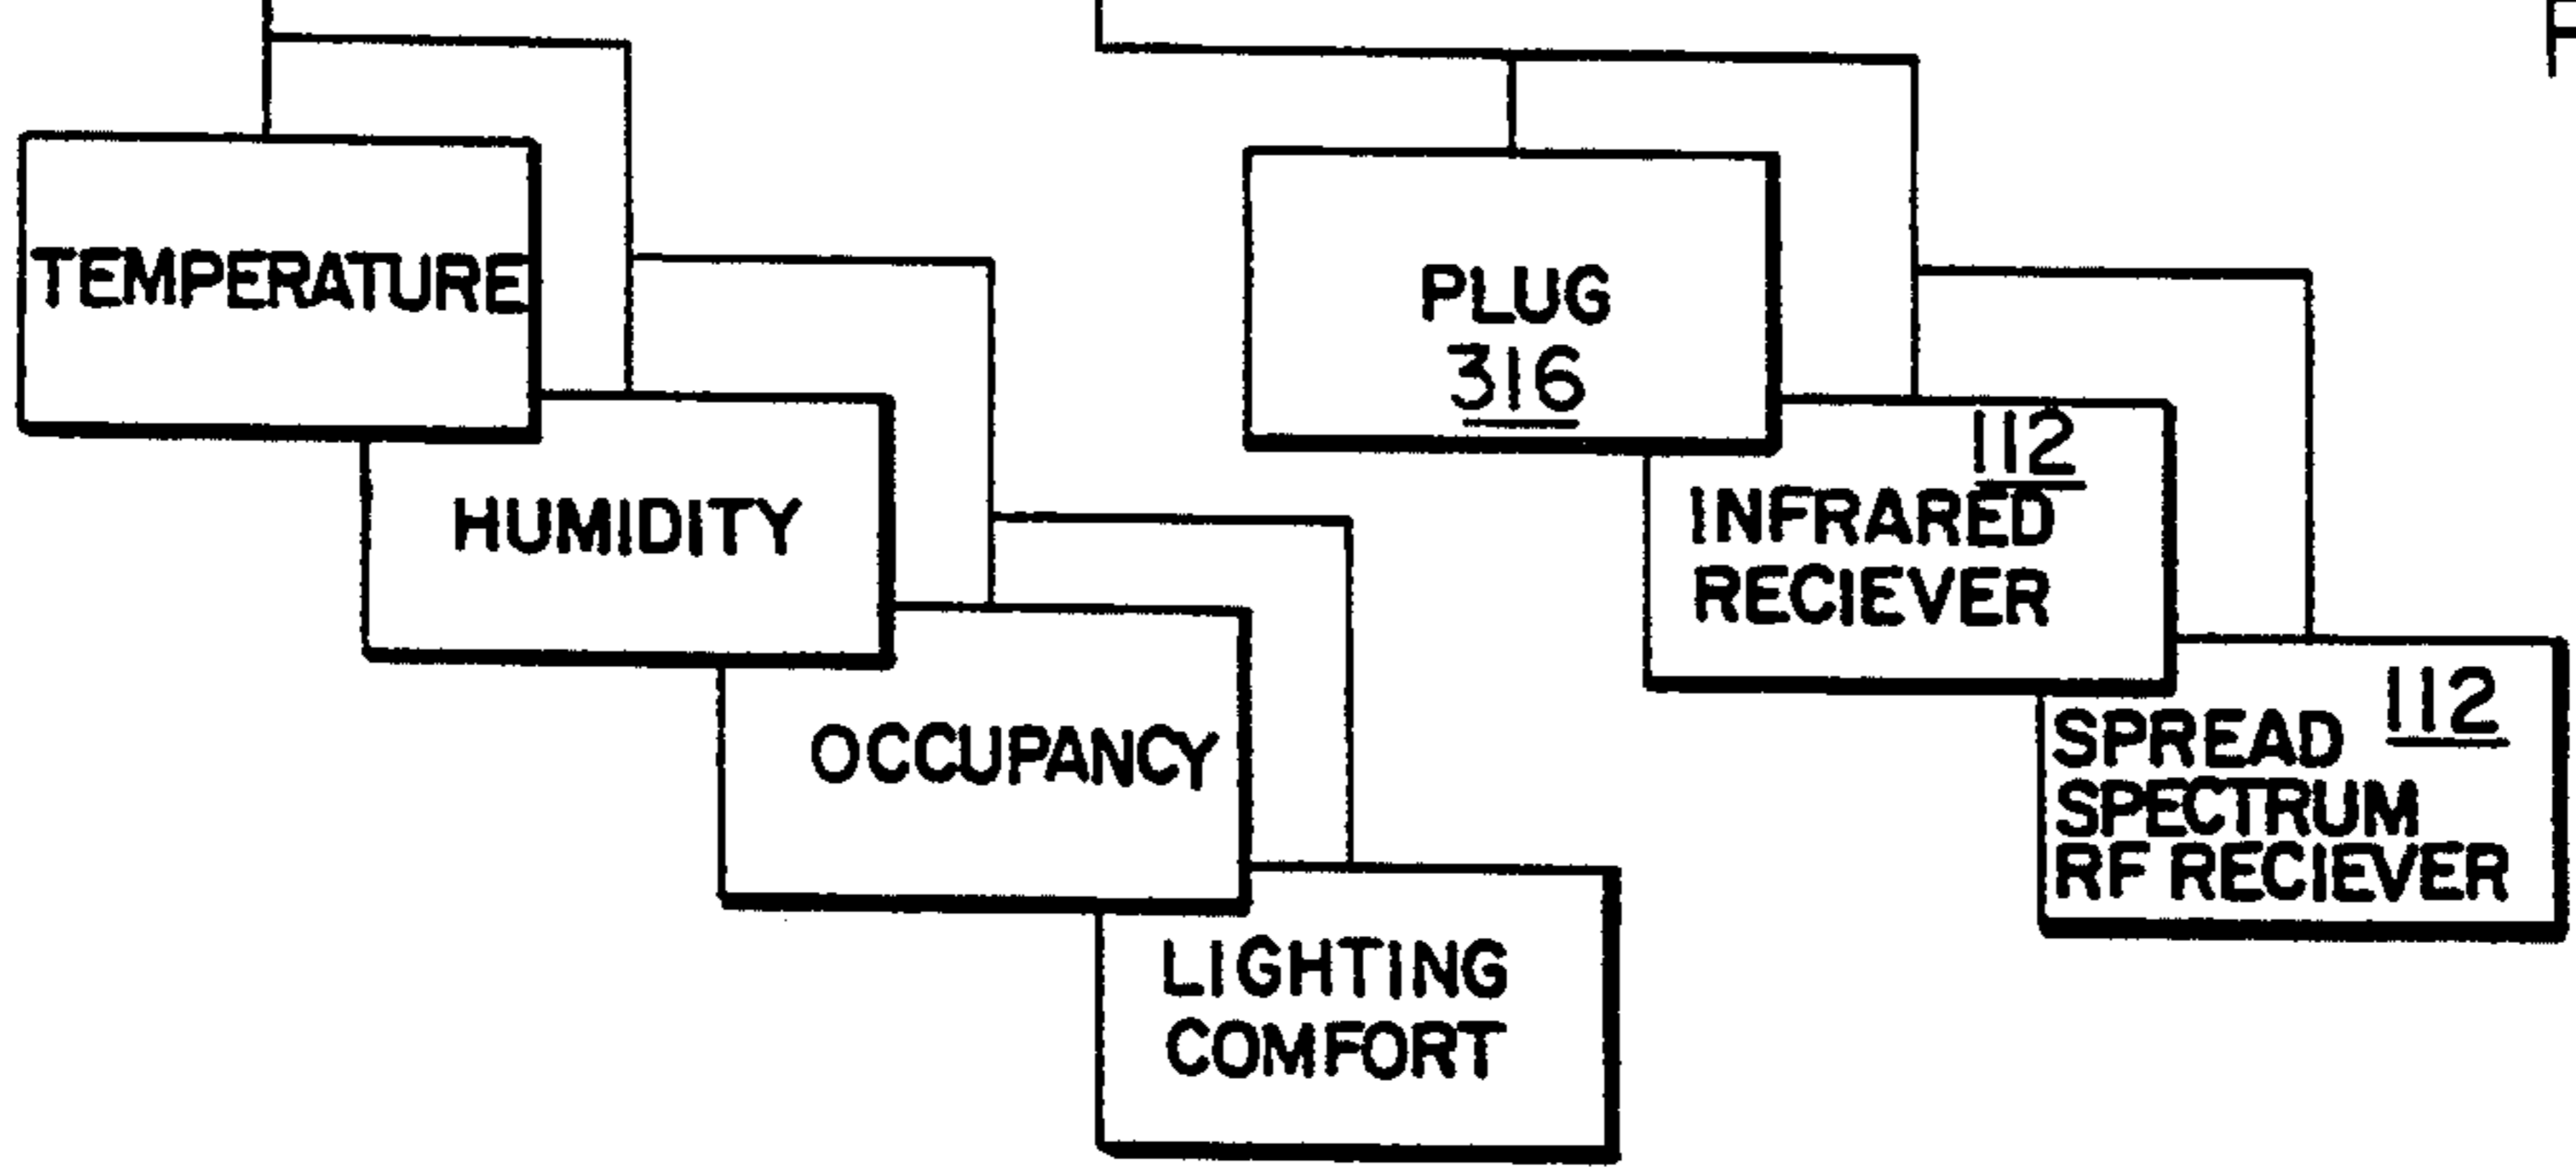 TEMPERATURE
HUMIDITY
OCCUPANCY
LIGHTING
COMFORT
PLUG
316
112
INFRARED
RECIEVER
112
SPREAD
SPECTRUM
RF RECIEVER